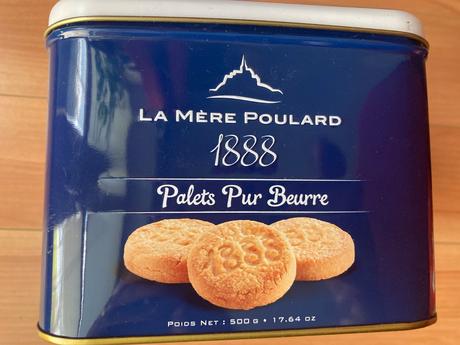 LA MÈRE POULARD
1888
Palets Pur Beurre
1888
POIDS NET : 500 G • 17.64 OZ